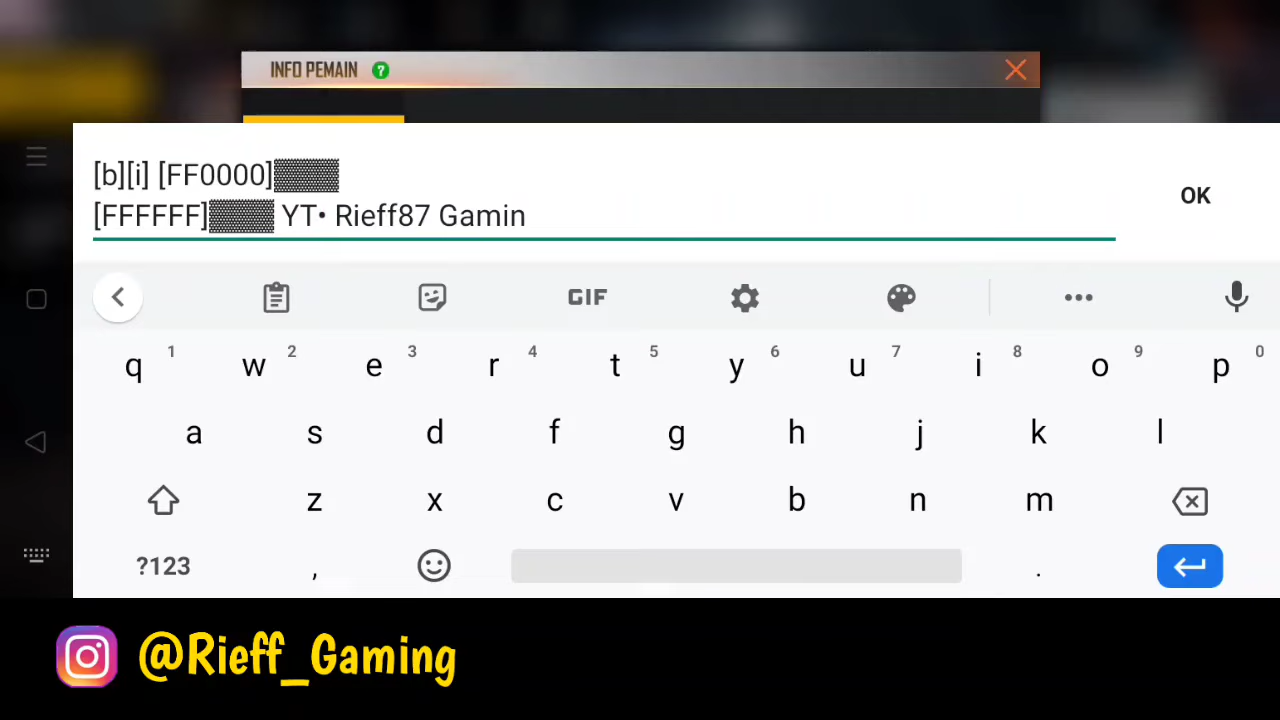 INFO PEMAIN ?
[b][i] [FF0000]▓▓▓
[FFFFFF]▓▓▓ YT• Rieff87 Gamin
OK
GIF
q 1 w 2 e 3 r 4 t 5 y 6 u 7 i 8 o 9 p 0
a s d f g h j k l
z x c v b n m
?123 , .
@Rieff_Gaming